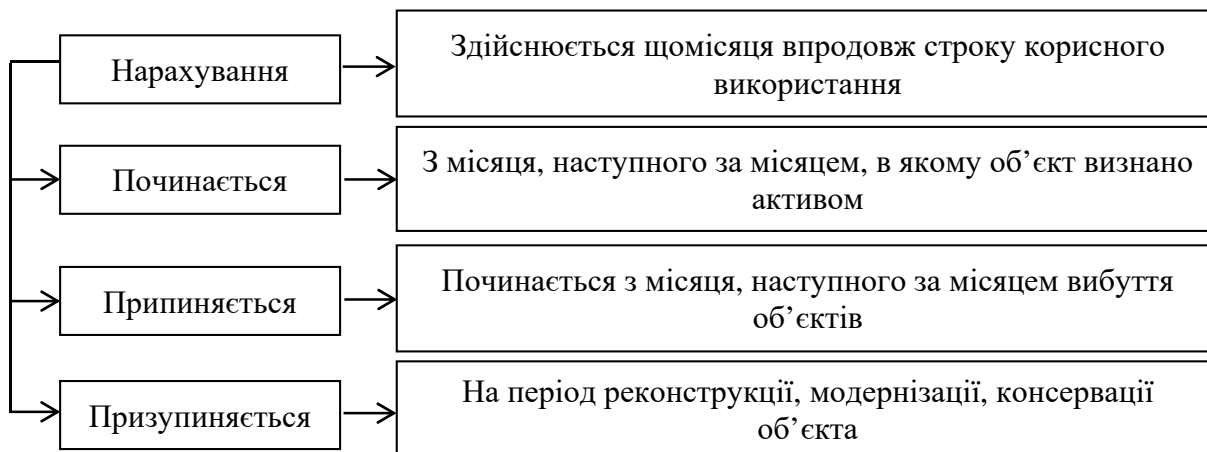 Нарахування
Здійснюється щомісяця впродовж строку корисного
використання
Починається
З місяця, наступного за місяцем, в якому об’єкт визнано
активом
Припиняється
Починається з місяця, наступного за місяцем вибуття
об’єктів
Призупиняється
На період реконструкції, модернізації, консервації
об’єкта